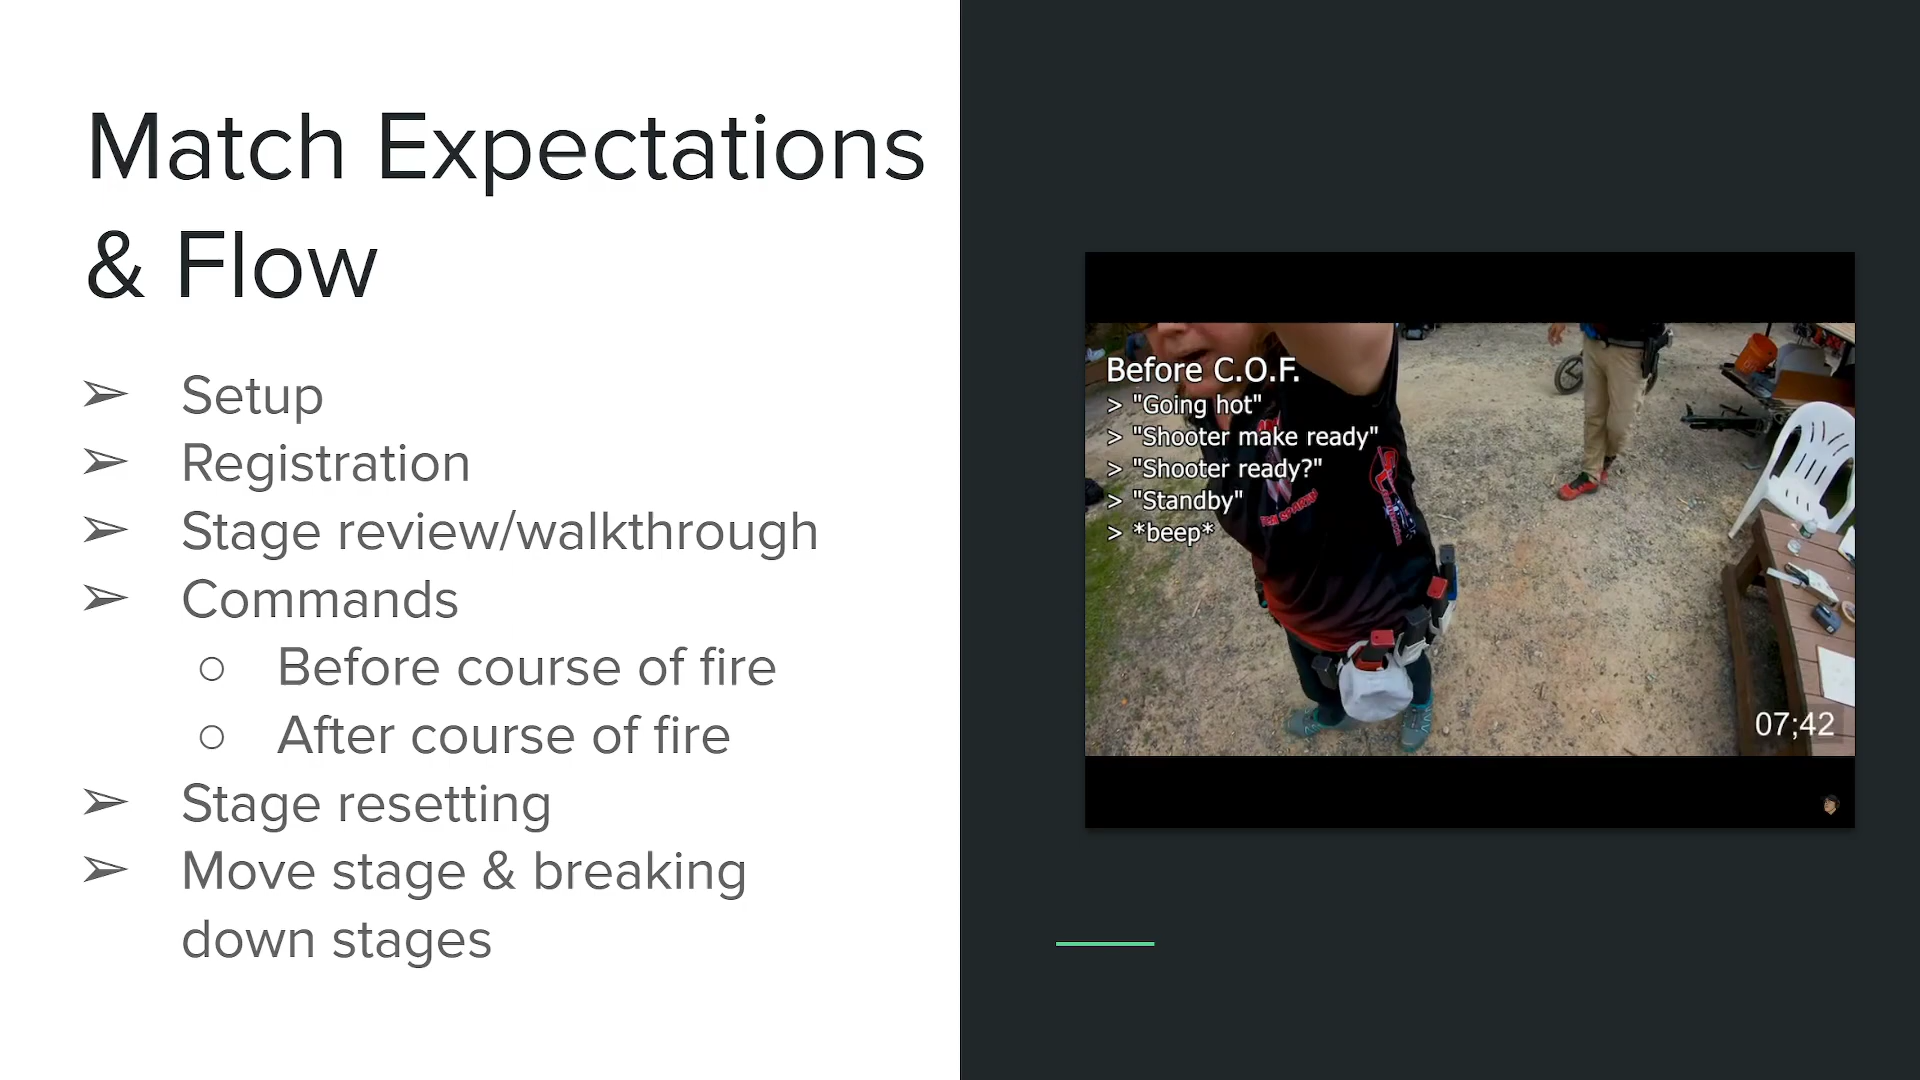 Match Expectations
& Flow
➢ Setup
➢ Registration
➢ Stage review/walkthrough
➢ Commands
○ Before course of fire
○ After course of fire
➢ Stage resetting
➢ Move stage & breaking
down stages
Before C.O.F.
> "Going hot"
> "Shooter make ready"
> "Shooter ready?"
> "Standby"
> *beep*
07;42